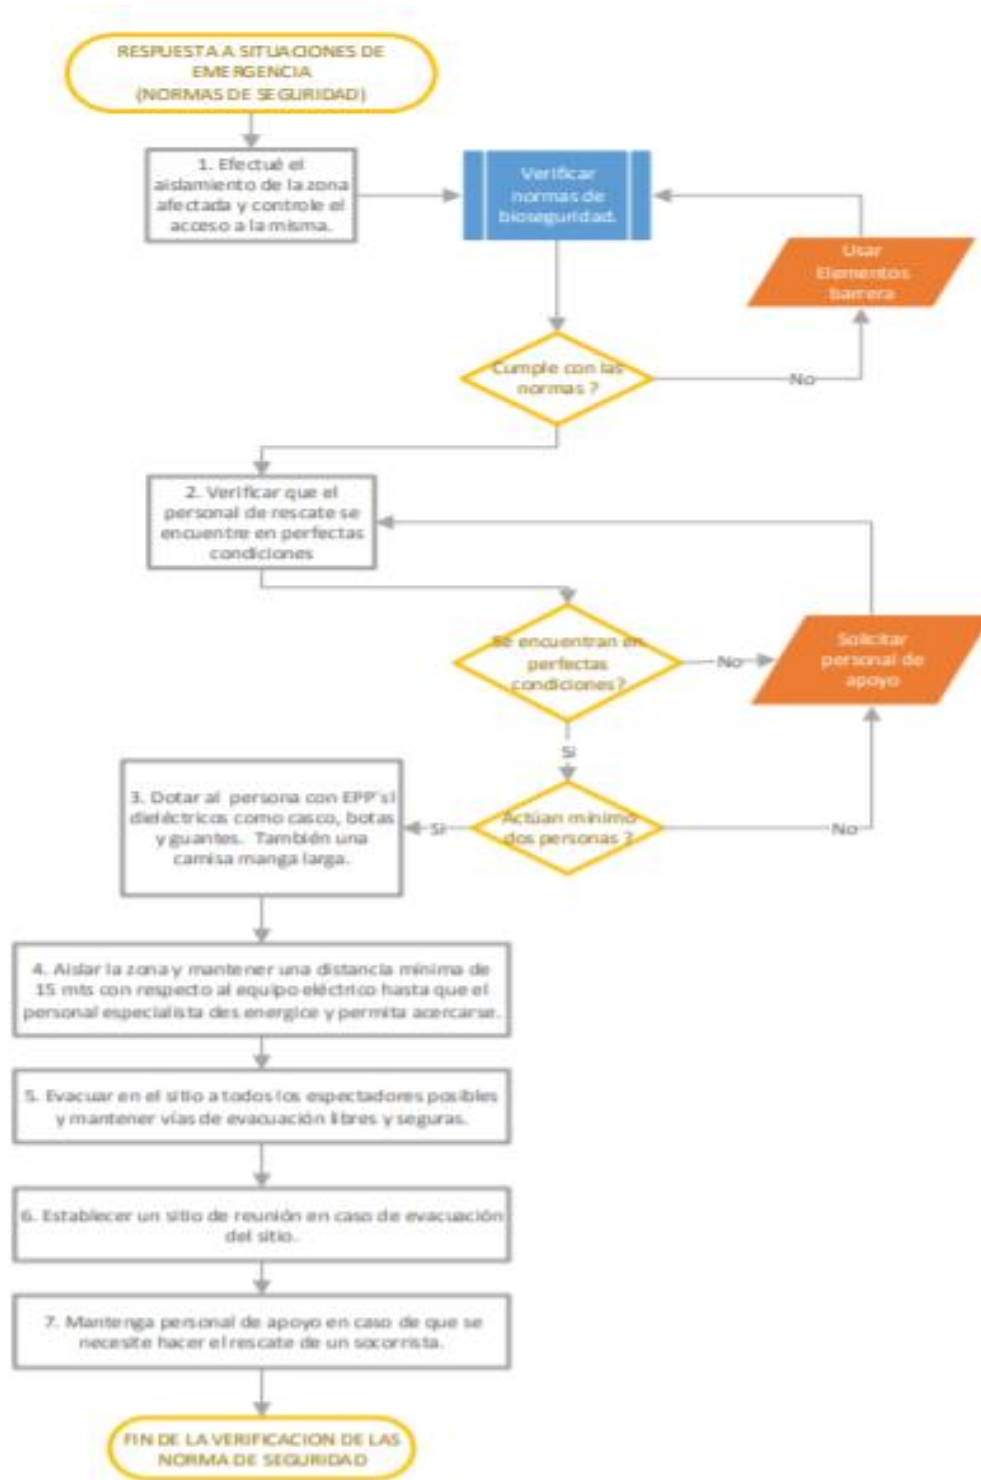 RESPUESTA A SITUACIONES DE
EMERGENCIA
(NORMAS DE SEGURIDAD)
1. Efectué el
aislamiento de la zona
afectada y controle el
acceso a la misma.
Verificar
normas de
bioseguridad.
Usar
Elementos
barrera
Cumple con las
normas ?
No
2. Verificar que el
personal de rescate se
encuentre en perfectas
condiciones
Se encuentran en
perfectas
condiciones?
No
Solicitar
personal de
apoyo
Si
3. Dotar al persona con EPP'sl
dieléctricos como casco, botas
y guantes. También una
camisa manga larga.
Si
Actúan mínimo
dos personas ?
No
4. Aislar la zona y mantener una distancia mínima de
15 mts con respecto al equipo eléctrico hasta que el
personal especialista des energice y permita acercarse.
5. Evacuar en el sitio a todos los espectadores posibles
y mantener vías de evacuación libres y seguras.
6. Establecer un sitio de reunión en caso de evacuación
del sitio.
7. Mantenga personal de apoyo en caso de que se
necesite hacer el rescate de un socorrista.
FIN DE LA VERIFICACION DE LAS
NORMA DE SEGURIDAD